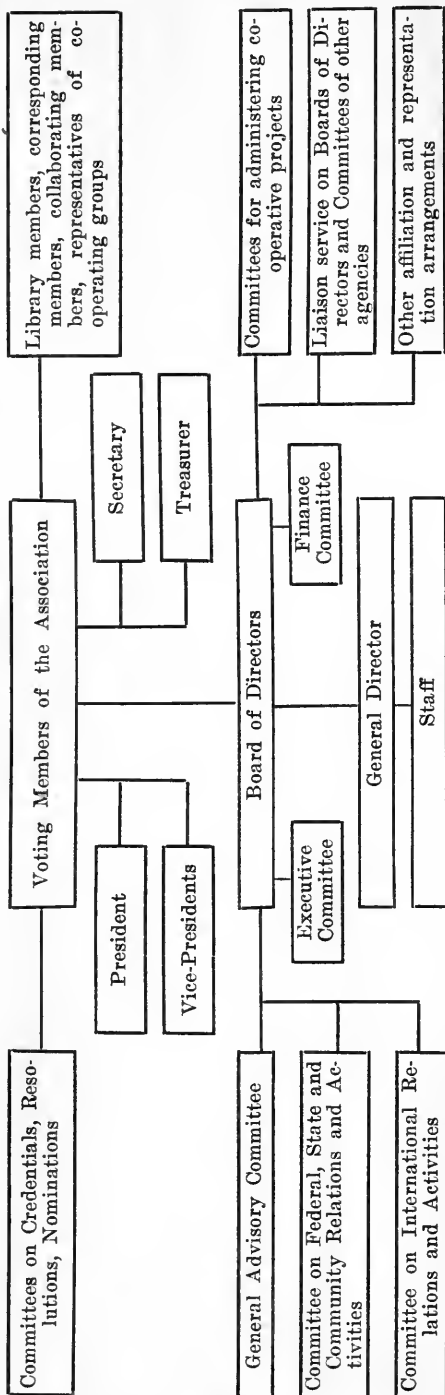 Committees on Credentials, Reso-
lutions, Nominations
Voting Members of the Association
Library members, corresponding
members, collaborating mem-
bers, representatives of co-
operating groups
President
Vice-Presidents
Secretary
Treasurer
General Advisory Committee
Committee on Federal, State and
Community Relations and Ac-
tivities
Committee on International Re-
lations and Activities
Board of Directors
Executive
Committee
Finance
Committee
General Director
Staff
Committees for administering co-
operative projects
Liaison service on Boards of Di-
rectors and Committees of other
agencies
Other affiliation and representa-
tion arrangements